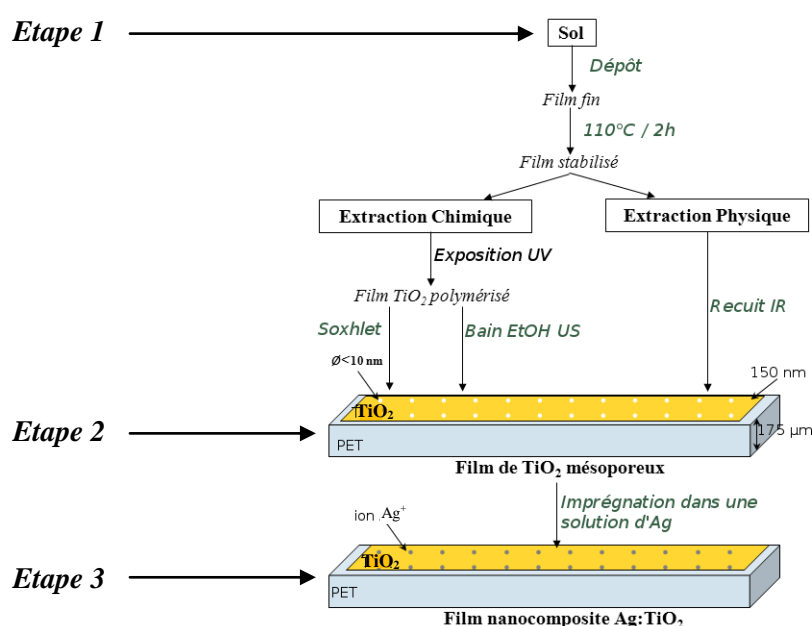 Etape 1
Sol
Dépôt
Film fin
110°C / 2h
Film stabilisé
Extraction Chimique
Extraction Physique
Exposition UV
Film TiO₂ polymérisé
Recuit IR
Soxhlet
Bain EtOH US
Ø<10 nm
150 nm
TiO₂
Etape 2
175 µm
PET
Film de TiO₂ mésoporeux
Imprégnation dans une
solution d'Ag
ion Ag⁺
TiO₂
Etape 3
PET
Film nanocomposite Ag:TiO₂